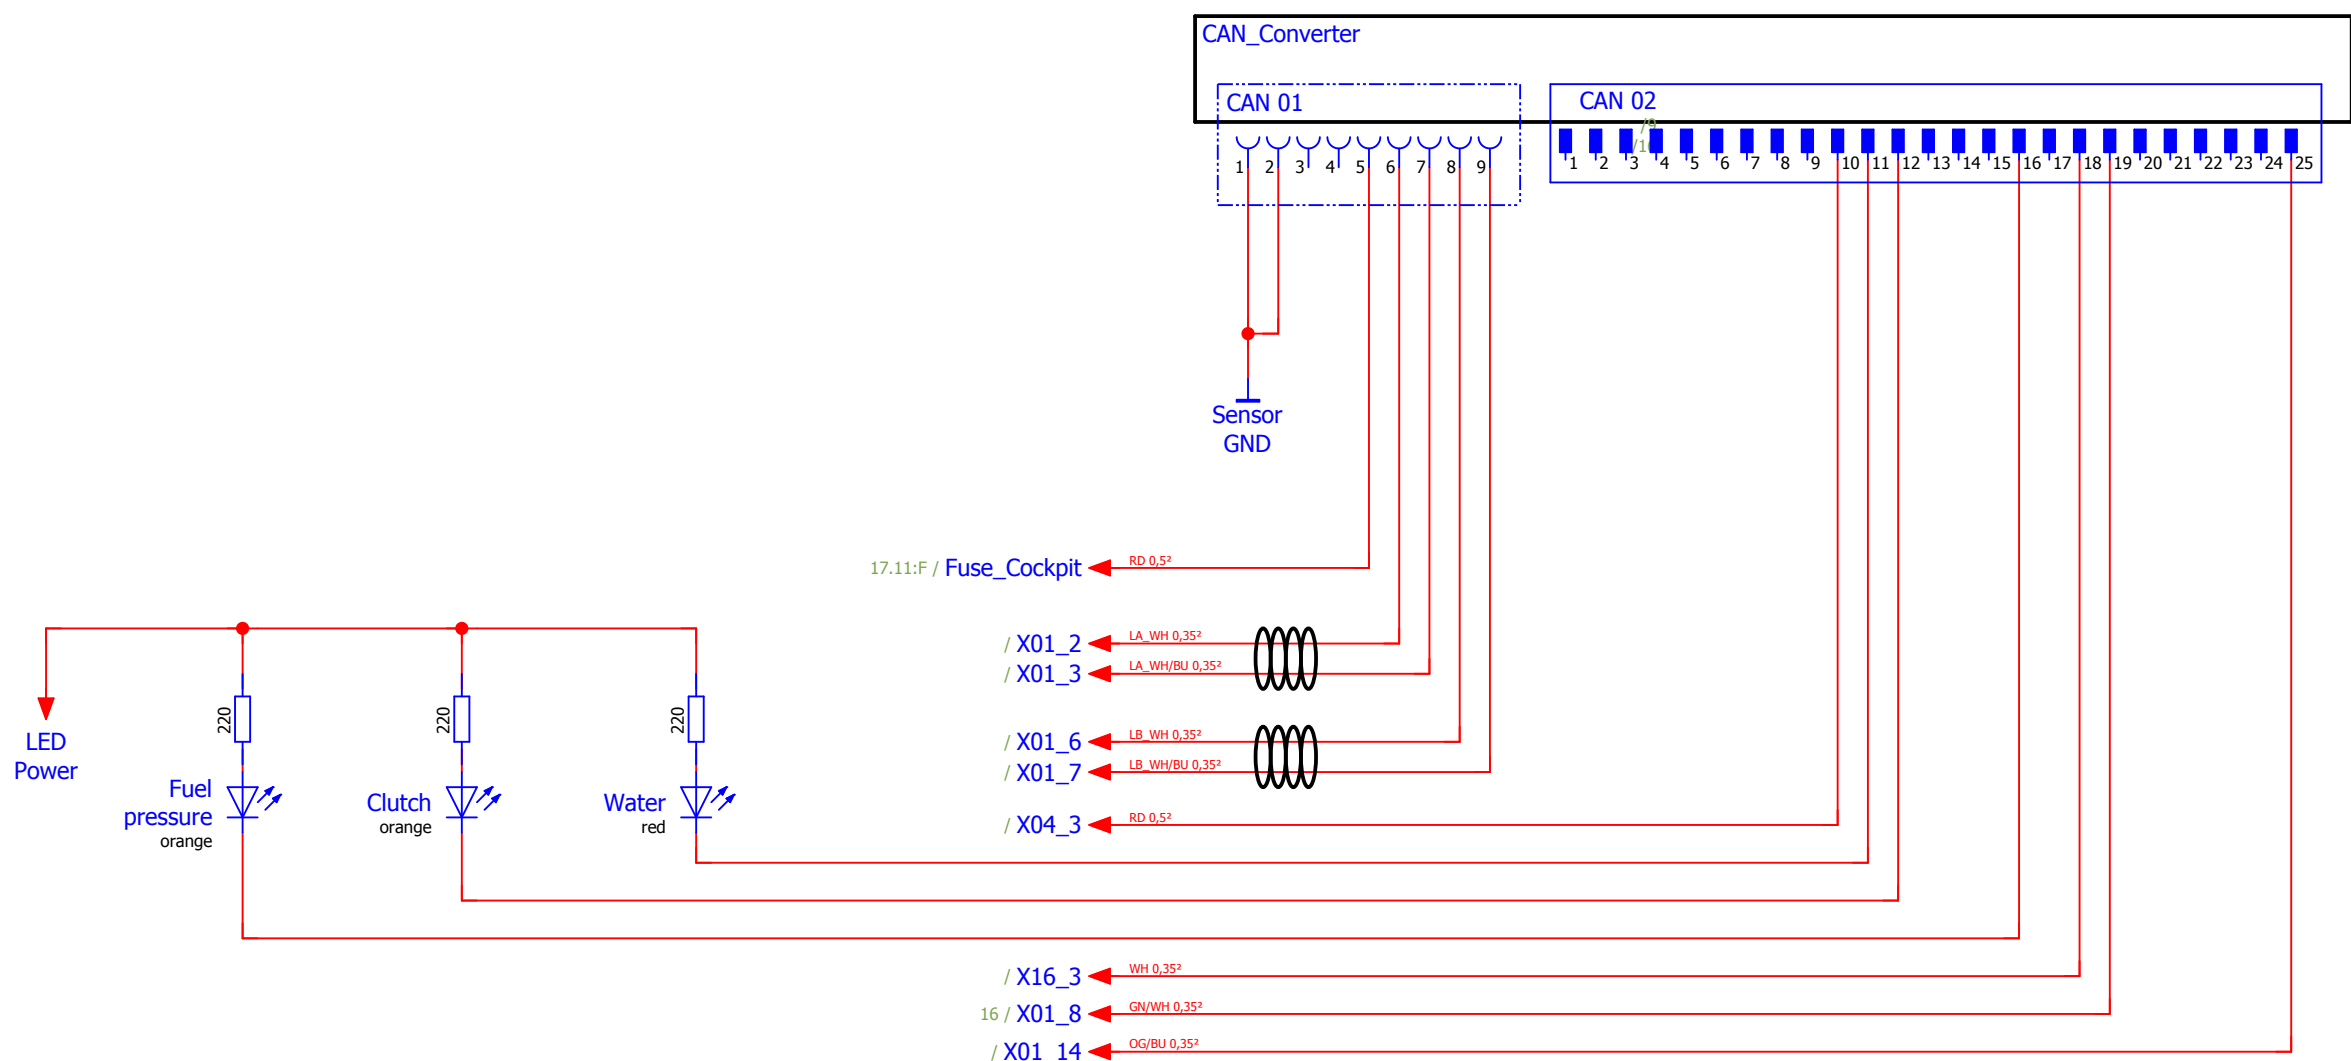 CAN_Converter
CAN 01
CAN 02
/9
1 2 3 4 5 6 7 8 9
1 2 3 4 5 6 7 8 9 10 11 12 13 14 15 16 17 18 19 20 21 22 23 24 25
Sensor
GND
17.11:F / Fuse_Cockpit RD 0,5²
/ X01_2 LA_WH 0,35²
/ X01_3 LA_WH/BU 0,35²
220 220 220
LED
Power
/ X01_6 LB_WH 0,35²
/ X01_7 LB_WH/BU 0,35²
Fuel
pressure
orange
Clutch
orange
Water
red
/ X04_3 RD 0,5²
/ X16_3 WH 0,35²
16 / X01_8 GN/WH 0,35²
/ X01_14 OG/BU 0,35²